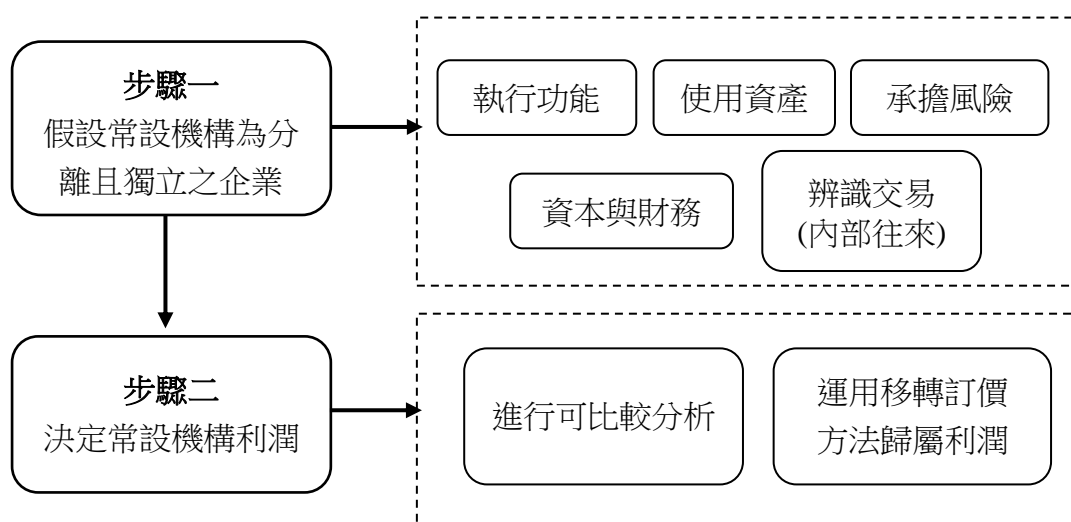 步驟一
假設常設機構為分
離且獨立之企業
執行功能
使用資產
承擔風險
資本與財務
辨識交易
(內部往來)
步驟二
決定常設機構利潤
進行可比較分析
運用移轉訂價
方法歸屬利潤